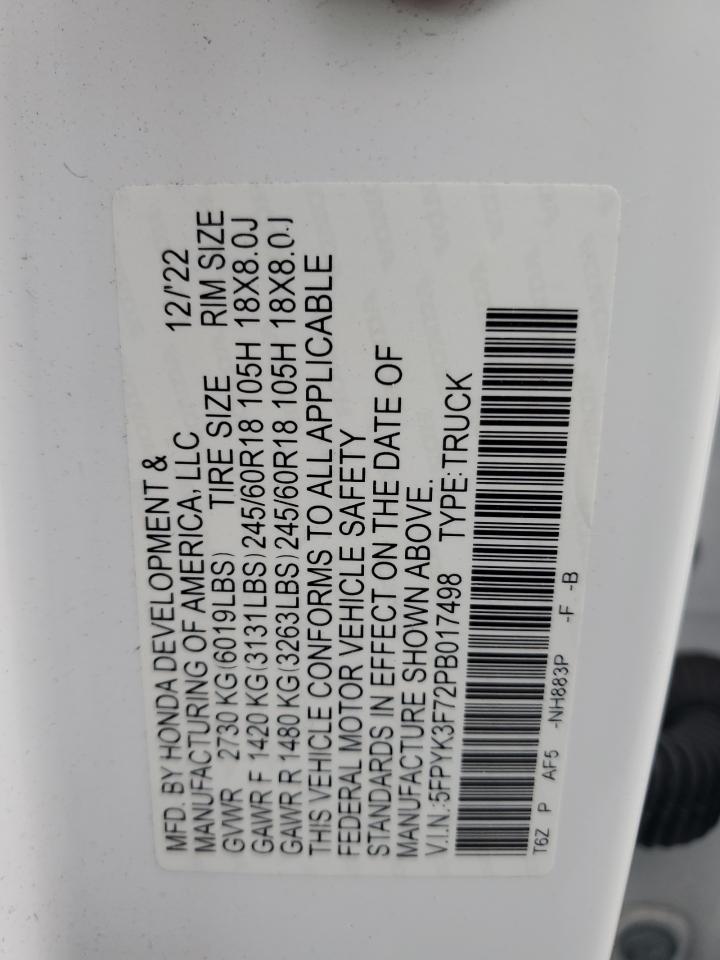 MFD. BY HONDA DEVELOPMENT &
MANUFACTURING OF AMERICA, LLC 12/'22
GVWR 2730 KG(6019LBS) TIRE SIZE RIM SIZE
GAWR F 1420 KG(3131LBS) 245/60R18 105H 18X8.0J
GAWR R 1480 KG(3263LBS) 245/60R18 105H 18X8.0J
THIS VEHICLE CONFORMS TO ALL APPLICABLE
FEDERAL MOTOR VEHICLE SAFETY
STANDARDS IN EFFECT ON THE DATE OF
MANUFACTURE SHOWN ABOVE.
V.I.N.:5FPYK3F72PB017498 TYPE:TRUCK
T6Z P AF5 -NH883P -F -B